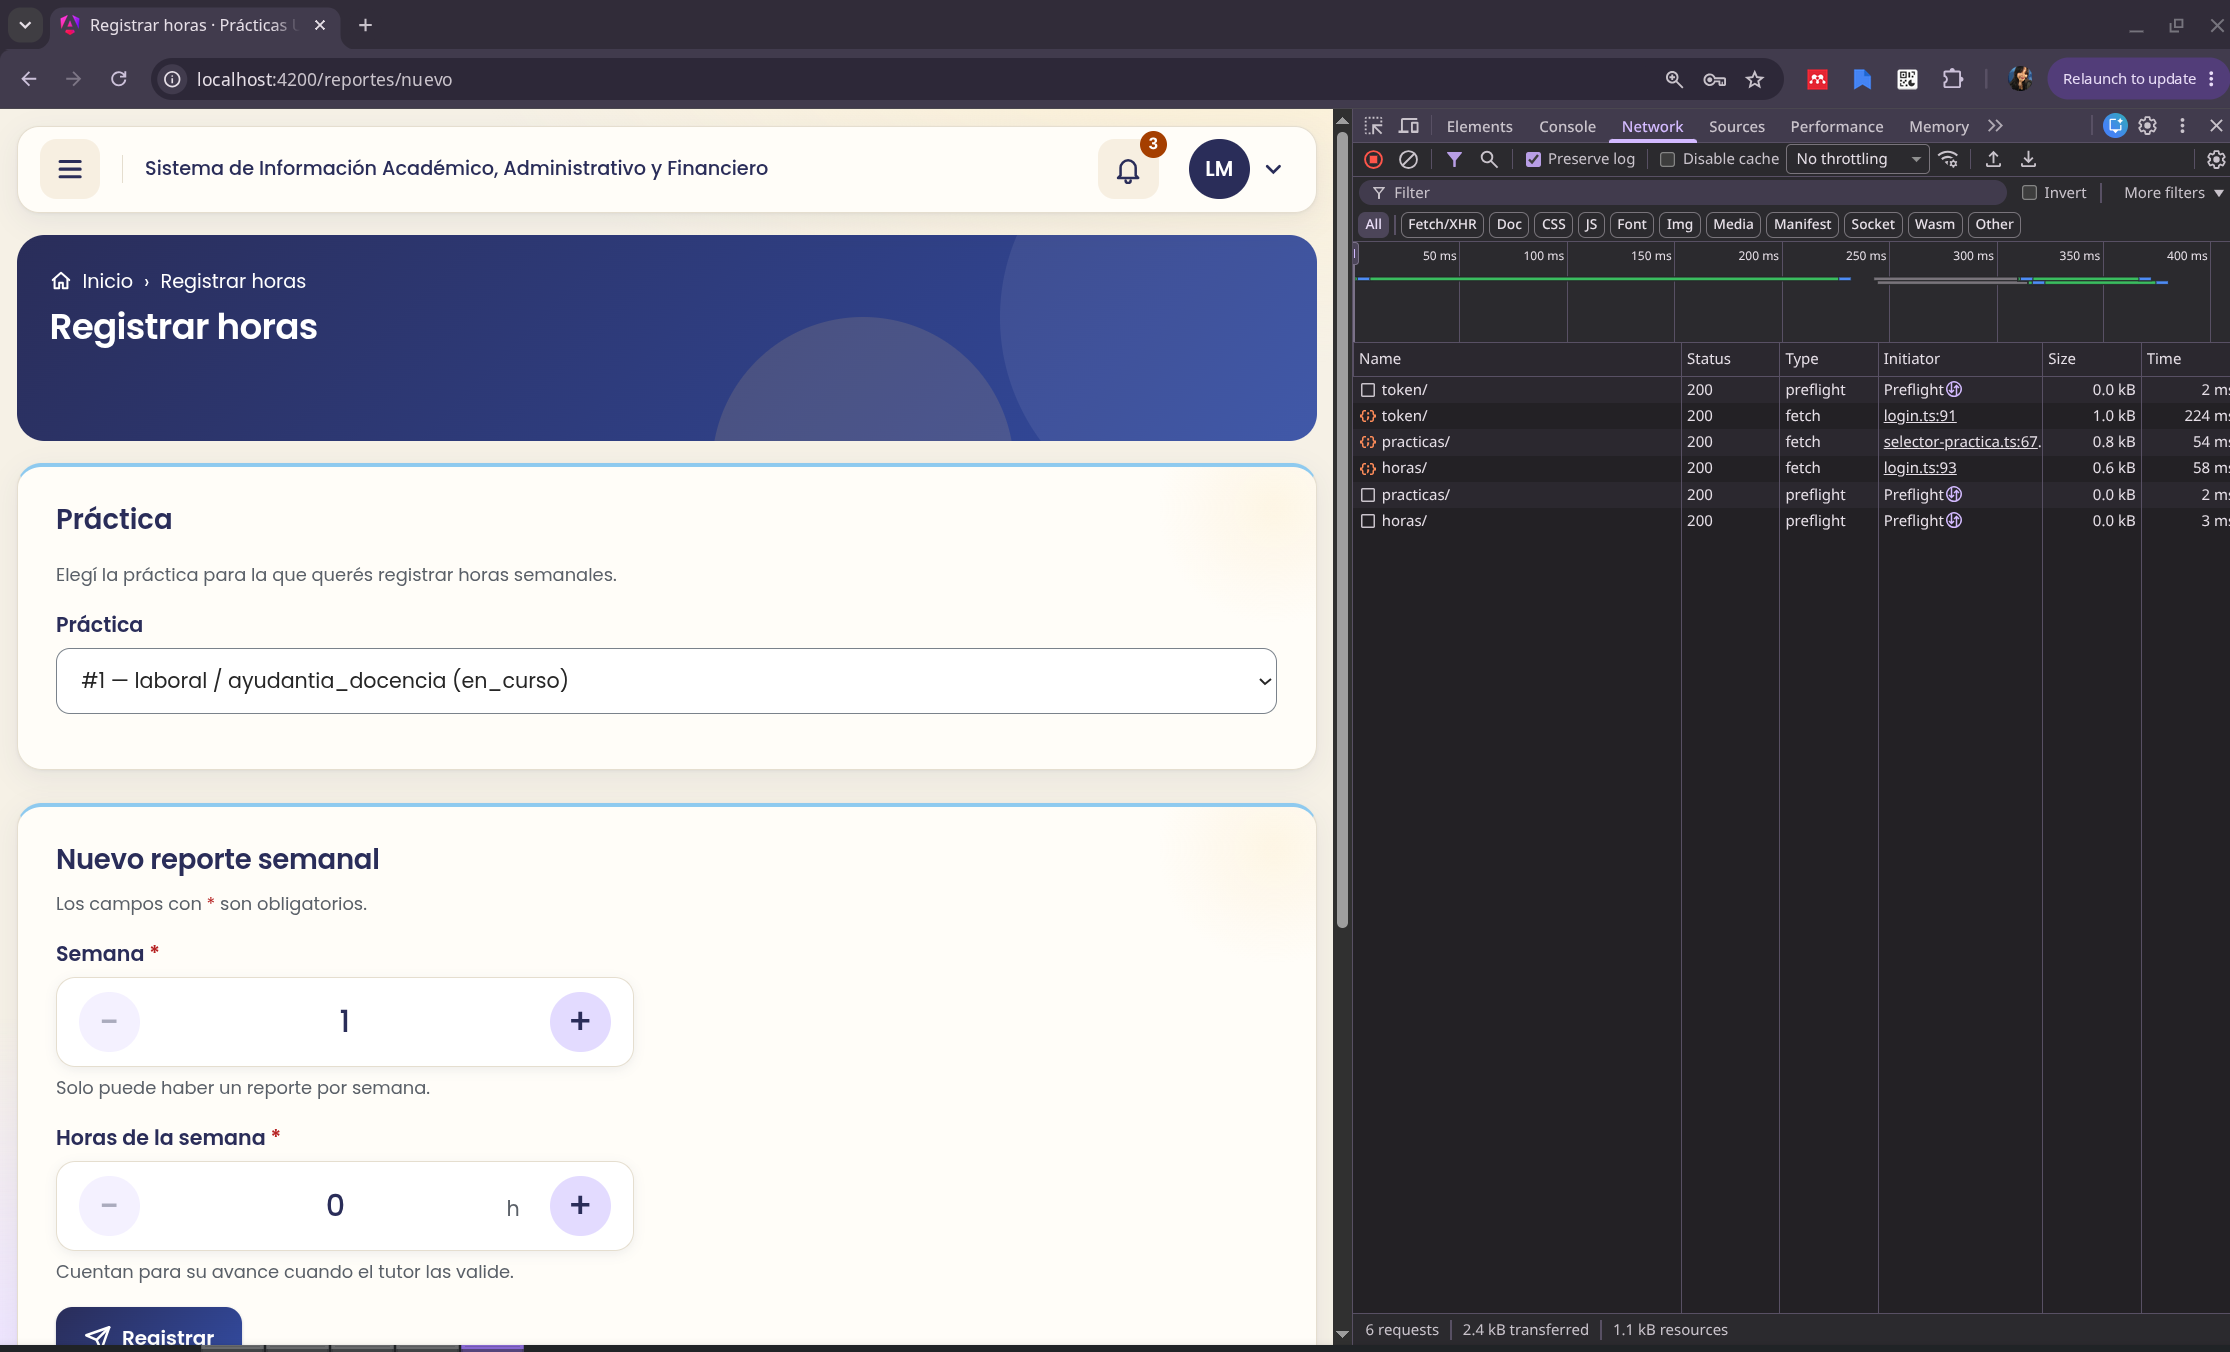 Registrar horas · Prácticas
localhost:4200/reportes/nuevo
Relaunch to update
Sistema de Información Académico, Administrativo y Financiero
3
LM
Inicio › Registrar horas
Registrar horas
Práctica
Elegí la práctica para la que querés registrar horas semanales.
Práctica
#1 — laboral / ayudantia_docencia (en_curso)
Nuevo reporte semanal
Los campos con * son obligatorios.
Semana *
− 1 +
Solo puede haber un reporte por semana.
Horas de la semana *
− 0 h +
Cuentan para su avance cuando el tutor las valide.
Registrar
Elements Console Network Sources Performance Memory
Preserve log Disable cache No throttling
Filter Invert More filters
All Fetch/XHR Doc CSS JS Font Img Media Manifest Socket Wasm Other
50 ms 100 ms 150 ms 200 ms 250 ms 300 ms 350 ms 400 ms
Name Status Type Initiator Size Time
token/ 200 preflight Preflight 0.0 kB 2 ms
token/ 200 fetch login.ts:91 1.0 kB 224 ms
practicas/ 200 fetch selector-practica.ts:67. 0.8 kB 54 ms
horas/ 200 fetch login.ts:93 0.6 kB 58 ms
practicas/ 200 preflight Preflight 0.0 kB 2 ms
horas/ 200 preflight Preflight 0.0 kB 3 ms
6 requests 2.4 kB transferred 1.1 kB resources